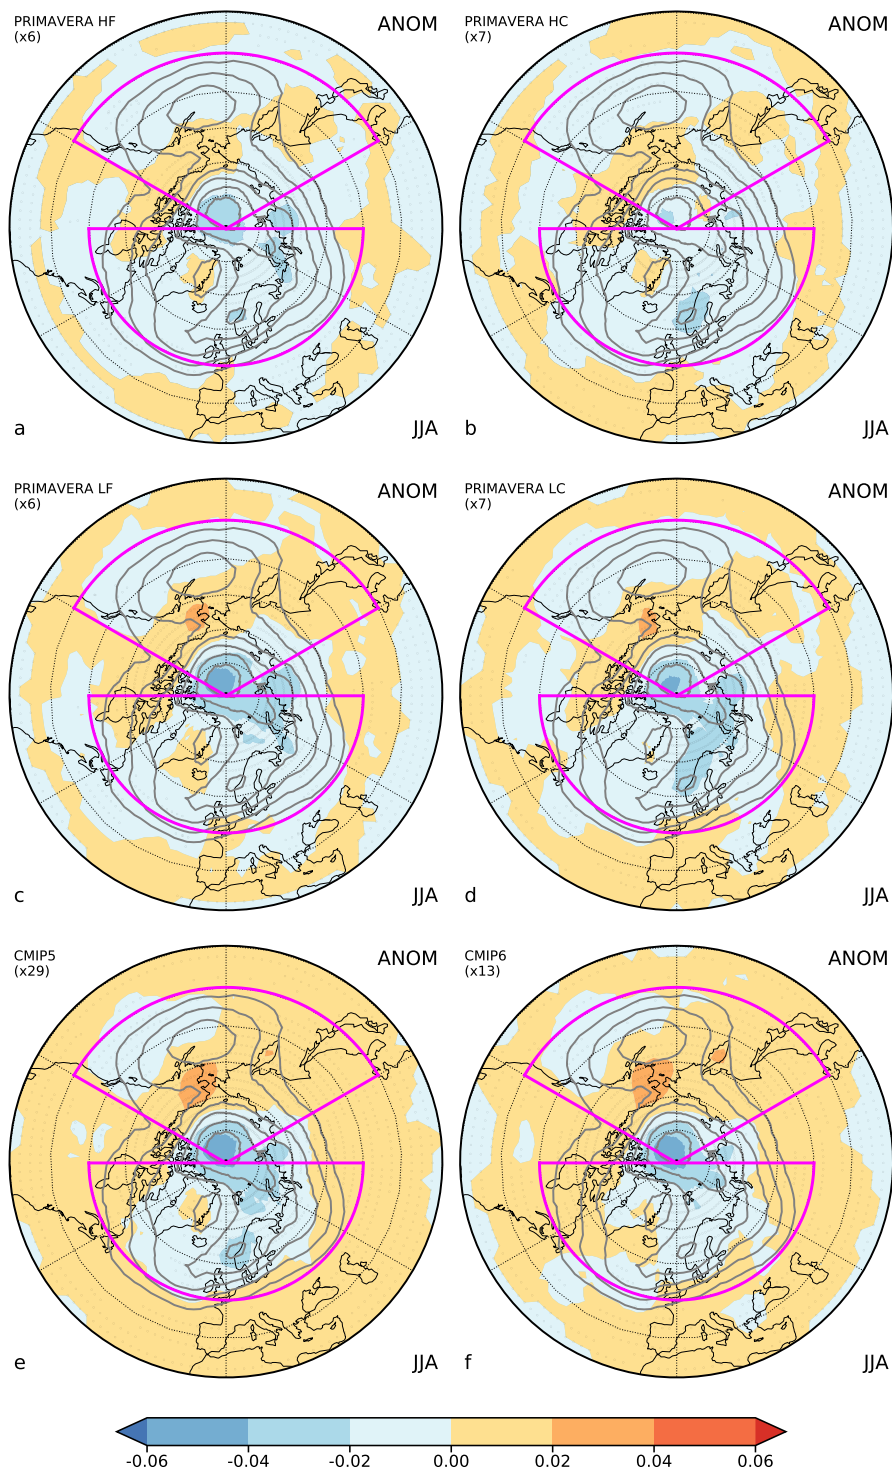 PRIMAVERA HF
(x6)
ANOM
a
JJA
PRIMAVERA HC
(x7)
ANOM
b
JJA
PRIMAVERA LF
(x6)
ANOM
c
JJA
PRIMAVERA LC
(x7)
ANOM
d
JJA
CMIP5
(x29)
ANOM
e
JJA
CMIP6
(x13)
ANOM
f
JJA
-0.06 -0.04 -0.02 0.00 0.02 0.04 0.06